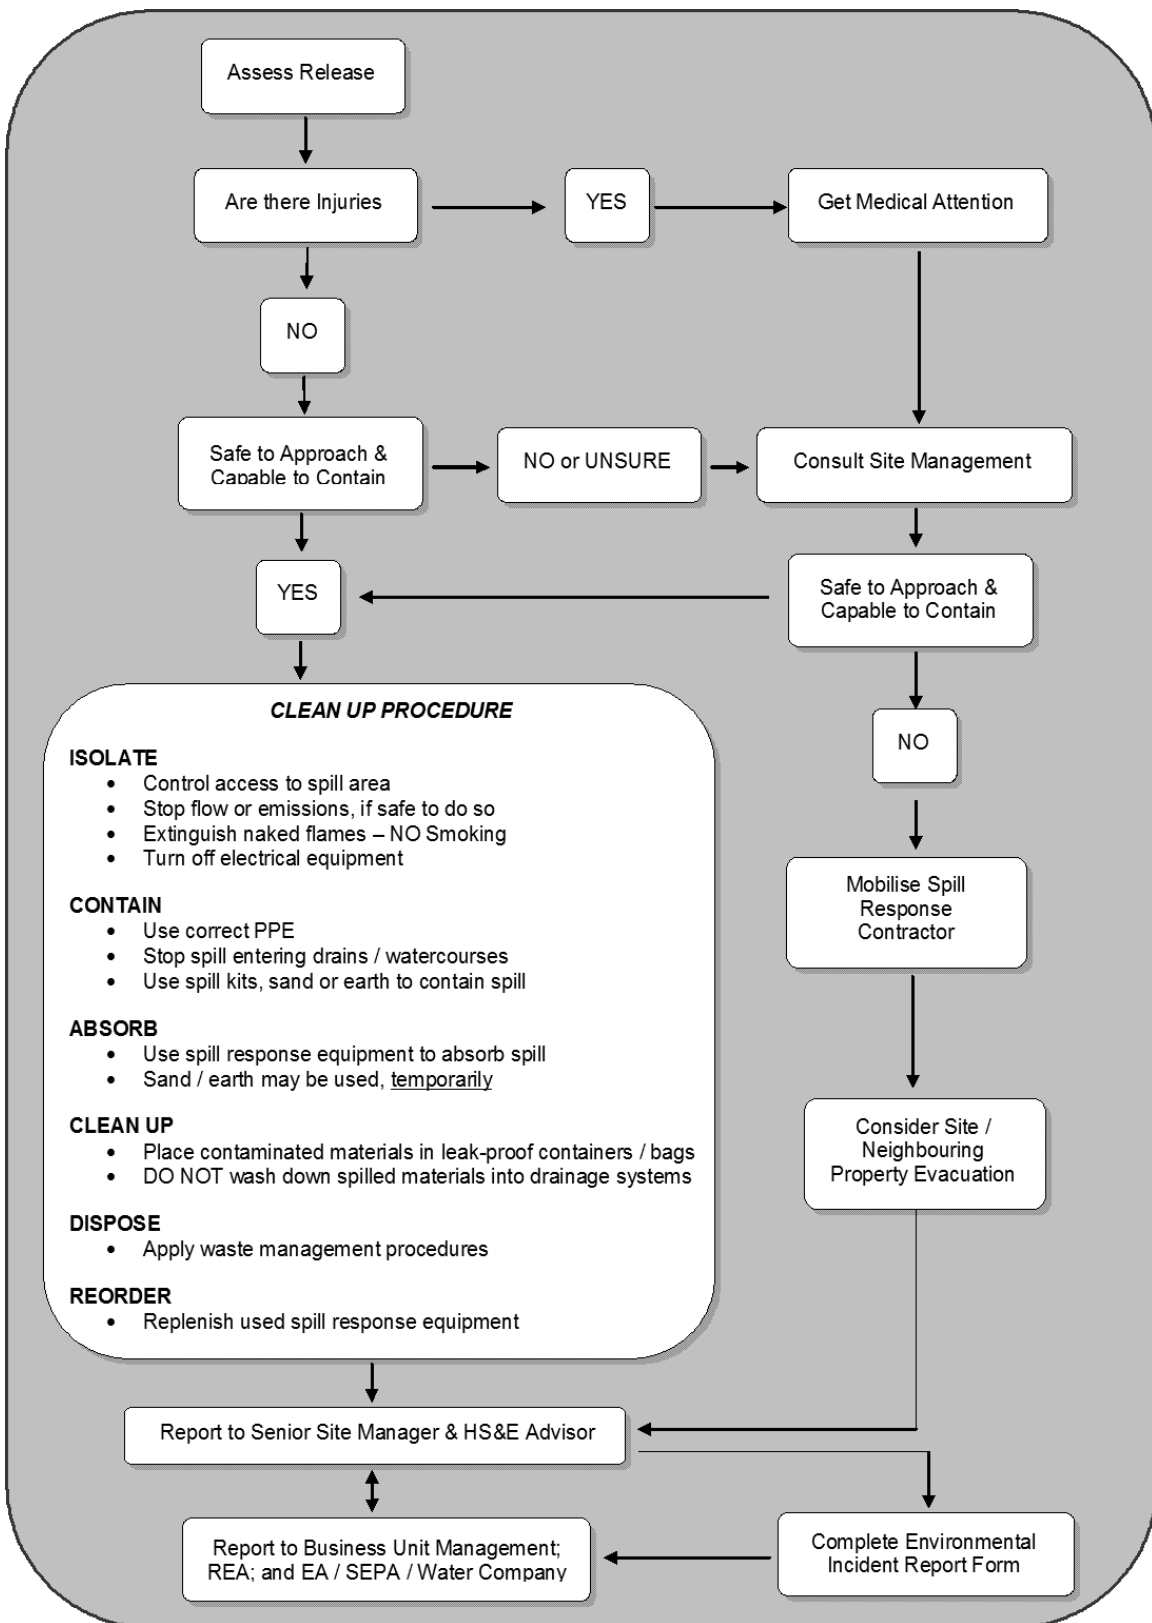 Assess Release
Are there Injuries
YES
Get Medical Attention
NO
Safe to Approach &
Capable to Contain
NO or UNSURE
Consult Site Management
YES
Safe to Approach &
Capable to Contain
NO
CLEAN UP PROCEDURE
ISOLATE
• Control access to spill area
• Stop flow or emissions, if safe to do so
• Extinguish naked flames – NO Smoking
• Turn off electrical equipment
CONTAIN
• Use correct PPE
• Stop spill entering drains / watercourses
• Use spill kits, sand or earth to contain spill
ABSORB
• Use spill response equipment to absorb spill
• Sand / earth may be used, temporarily
CLEAN UP
• Place contaminated materials in leak-proof containers / bags
• DO NOT wash down spilled materials into drainage systems
DISPOSE
• Apply waste management procedures
REORDER
• Replenish used spill response equipment
Mobilise Spill
Response
Contractor
Consider Site /
Neighbouring
Property Evacuation
Report to Senior Site Manager & HS&E Advisor
Report to Business Unit Management;
REA; and EA / SEPA / Water Company
Complete Environmental
Incident Report Form